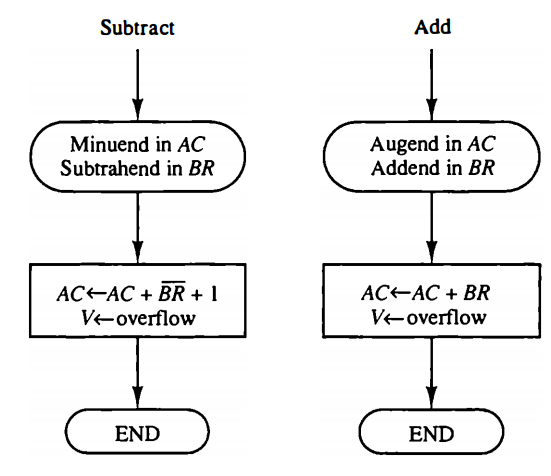 Subtract
Minuend in AC
Subtrahend in BR
AC←AC + B̅R̅ + 1
V←overflow
END
Add
Augend in AC
Addend in BR
AC←AC + BR
V←overflow
END